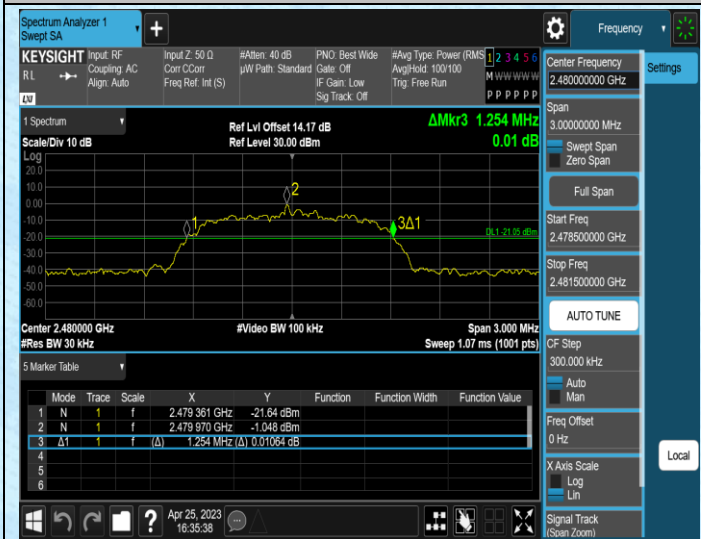 Spectrum Analyzer 1
Swept SA
Frequency
KEYSIGHT Input: RF Input Z: 50 Ω #Atten: 40 dB PNO: Best Wide #Avg Type: Power (RMS 1 2 3 4 5 6
RL Coupling: AC Corr CCorr µW Path: Standard Gate: Off Avg|Hold: 100/100 M W W W W W
Align: Auto Freq Ref: Int (S) IF Gain: Low Trig: Free Run
LXI Sig Track: Off P P P P P P
1 Spectrum
Ref Lvl Offset 14.17 dB ΔMkr3 1.254 MHz
Scale/Div 10 dB Ref Level 30.00 dBm 0.01 dB
Log
20.0
10.0
0.00
-10.0
-20.0
-30.0
-40.0
-50.0
-60.0
1
2
3Δ1
DL1 -21.05 dBm
Center 2.480000 GHz #Video BW 100 kHz Span 3.000 MHz
#Res BW 30 kHz Sweep 1.07 ms (1001 pts)
5 Marker Table
Mode Trace Scale X Y Function Function Width Function Value
1 N 1 f 2.479 361 GHz -21.64 dBm
2 N 1 f 2.479 970 GHz -1.048 dBm
3 Δ1 1 f (Δ) 1.254 MHz (Δ) 0.01064 dB
4
5
6
Apr 25, 2023
16:35:38
Center Frequency
2.480000000 GHz
Span
3.00000000 MHz
Swept Span
Zero Span
Full Span
Start Freq
2.478500000 GHz
Stop Freq
2.481500000 GHz
AUTO TUNE
CF Step
300.000 kHz
Auto
Man
Freq Offset
0 Hz
X Axis Scale
Log
Lin
Signal Track
(Span Zoom)
Settings
Local